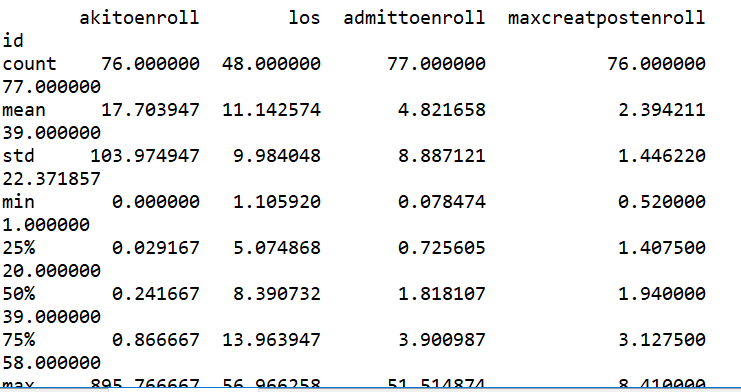 akitoenroll los admittoenroll maxcreatpostenroll
id
count 76.000000 48.000000 77.000000 76.000000
77.000000
mean 17.703947 11.142574 4.821658 2.394211
39.000000
std 103.974947 9.984048 8.887121 1.446220
22.371857
min 0.000000 1.105920 0.078474 0.520000
1.000000
25% 0.029167 5.074868 0.725605 1.407500
20.000000
50% 0.241667 8.390732 1.818107 1.940000
39.000000
75% 0.866667 13.963947 3.900987 3.127500
58.000000
max 895.766667 56.966258 51.514874 8.410000